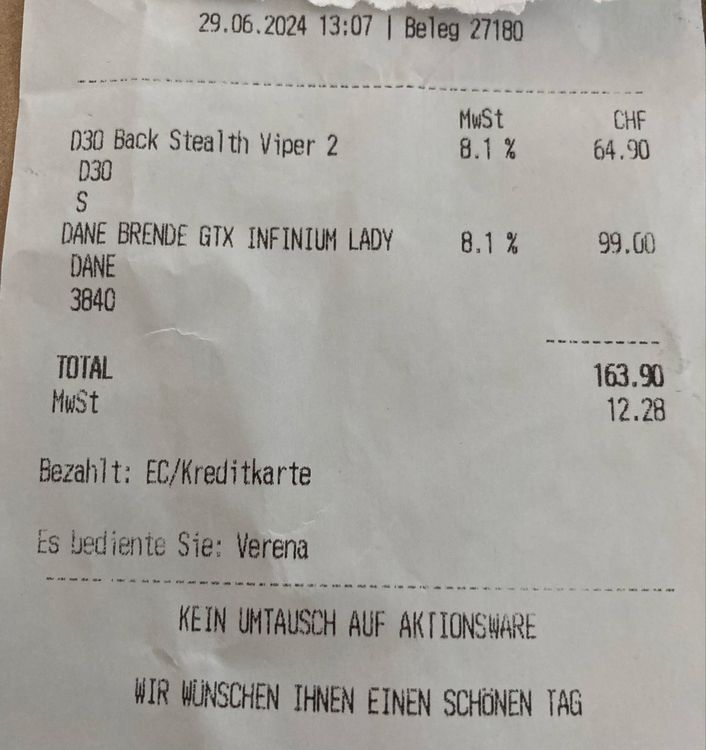 29.06.2024 13:07 | Beleg 27180
MwSt CHF
D3O Back Stealth Viper 2 8.1 % 64.90
D3O
S
DANE BRENDE GTX INFINIUM LADY 8.1 % 99.00
DANE
3840
TOTAL 163.90
MwSt 12.28
Bezahlt: EC/Kreditkarte
Es bediente Sie: Verena
KEIN UMTAUSCH AUF AKTIONSWARE
WIR WÜNSCHEN IHNEN EINEN SCHÖNEN TAG